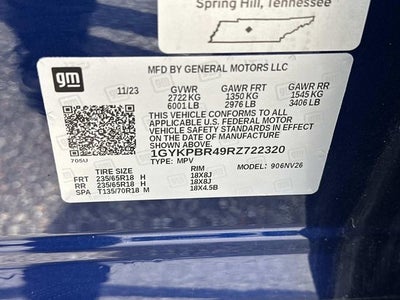 Spring Hill, Tennessee
gm
MFD BY GENERAL MOTORS LLC
11/23 GVWR GAWR FRT GAWR RR
2722 KG 1350 KG 1545 KG
6001 LB 2976 LB 3406 LB
THIS VEHICLE CONFORMS TO ALL
APPLICABLE U.S. FEDERAL MOTOR
VEHICLE SAFETY AND THEFT
PREVENTION STANDARDS IN EFFECT
ON THE DATE OF MANUFACTURE
SHOWN ABOVE.
1GYKPBR49RZ722320
705U TYPE: MPV MODEL: 906NV26
TIRE SIZE RIM
FRT 235/65R18 H 18X8J
RR 235/65R18 H 18X8J
SPA T135/70R18 M 18X4.5B